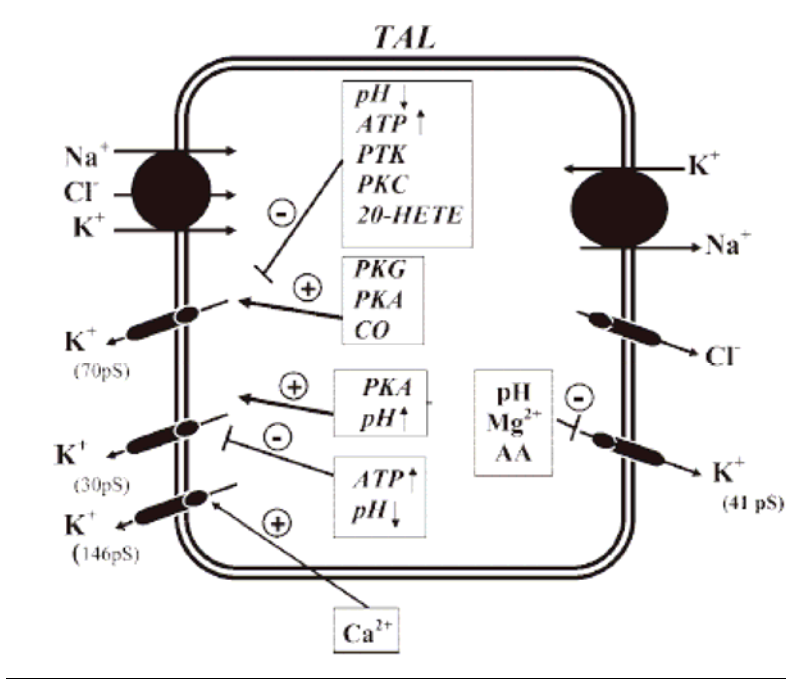 TAL
Na⁺
Cl⁻
K⁺
pH ↓
ATP ↑
PTK
PKC
20-HETE
-
K⁺
Na⁺
PKG
PKA
CO
+
K⁺
(70pS)
Cl⁻
PKA
pH ↑
+
pH
Mg²⁺
AA
-
K⁺
(30pS)
-
ATP ↑
pH ↓
K⁺
(41 pS)
K⁺
(146pS)
+
Ca²⁺